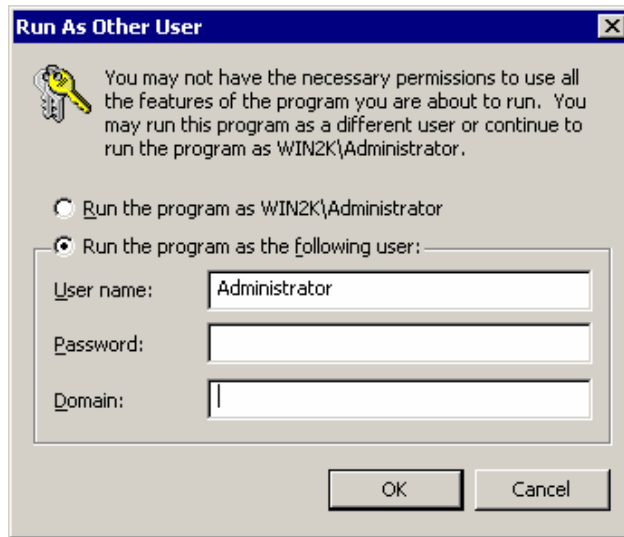 Run As Other User
You may not have the necessary permissions to use all
the features of the program you are about to run. You
may run this program as a different user or continue to
run the program as WIN2K\Administrator.
Run the program as WIN2K\Administrator
Run the program as the following user:
User name:
Administrator
Password:
Domain:
OK
Cancel